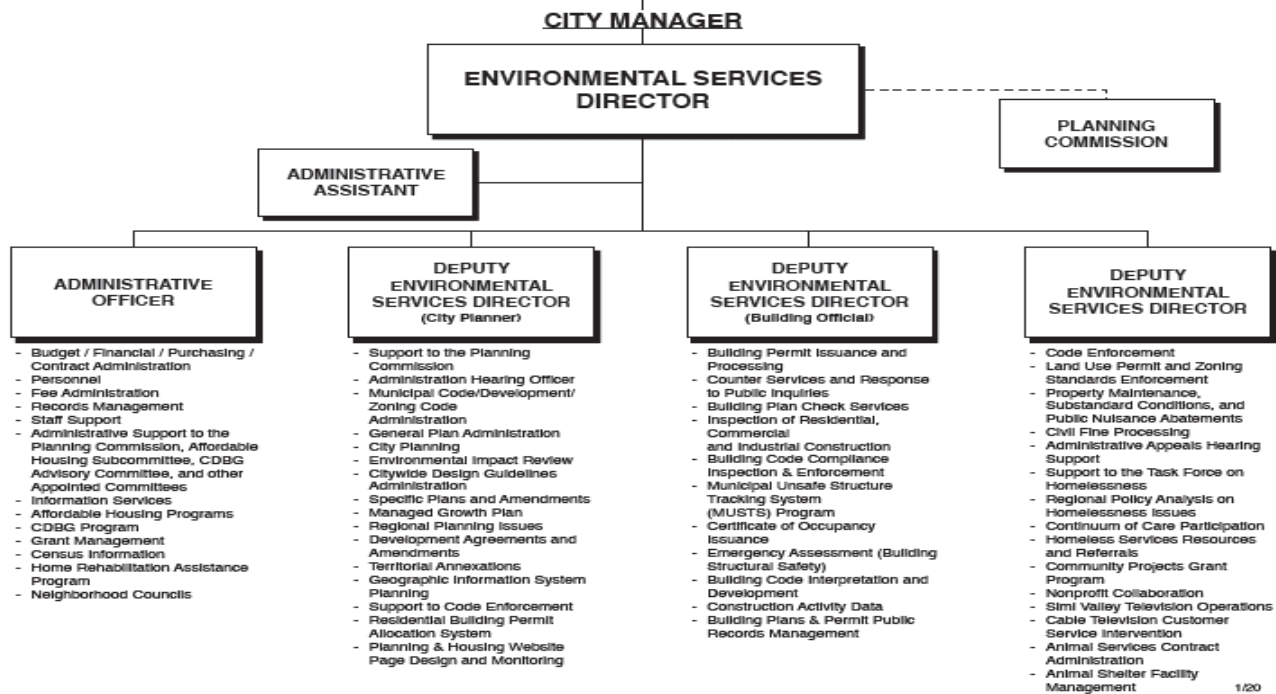 CITY MANAGER
ENVIRONMENTAL SERVICES
DIRECTOR
PLANNING
COMMISSION
ADMINISTRATIVE
ASSISTANT
ADMINISTRATIVE
OFFICER
- Budget / Financial / Purchasing /
Contract Administration
- Personnel
- Fee Administration
- Records Management
- Staff Support
- Administrative Support to the
Planning Commission, Affordable
Housing Subcommittee, CDBG
Advisory Committee, and other
Appointed Committees
- Information Services
- Affordable Housing Programs
- CDBG Program
- Grant Management
- Census Information
- Home Rehabilitation Assistance
Program
- Neighborhood Councils
DEPUTY
ENVIRONMENTAL
SERVICES DIRECTOR
(City Planner)
- Support to the Planning
Commission
- Administration Hearing Officer
- Municipal Code/Development/
Zoning Code
Administration
- General Plan Administration
- City Planning
- Environmental Impact Review
- Citywide Design Guidelines
Administration
- Specific Plans and Amendments
- Managed Growth Plan
- Regional Planning Issues
- Development Agreements and
Amendments
- Territorial Annexations
- Geographic Information System
Planning
- Support to Code Enforcement
- Residential Building Permit
Allocation System
- Planning & Housing Website
Page Design and Monitoring
DEPUTY
ENVIRONMENTAL
SERVICES DIRECTOR
(Building Official)
- Building Permit Issuance and
Processing
- Counter Services and Response
to Public Inquiries
- Building Plan Check Services
- Inspection of Residential,
Commercial
and Industrial Construction
- Building Code Compliance
Inspection & Enforcement
- Municipal Unsafe Structure
Tracking System
(MUSTS) Program
- Certificate of Occupancy
Issuance
- Emergency Assessment (Building
Structural Safety)
- Building Code Interpretation and
Development
- Construction Activity Data
- Building Plans & Permit Public
Records Management
DEPUTY
ENVIRONMENTAL
SERVICES DIRECTOR
- Code Enforcement
- Land Use Permit and Zoning
Standards Enforcement
- Property Maintenance,
Substandard Conditions, and
Public Nuisance Abatements
- Civil Fine Processing
- Administrative Appeals Hearing
Support
- Support to the Task Force on
Homelessness
- Regional Policy Analysis on
Homelessness Issues
- Continuum of Care Participation
- Homeless Services Resources
and Referrals
- Community Projects Grant
Program
- Nonprofit Collaboration
- Simi Valley Television Operations
- Cable Television Customer
Service Intervention
- Animal Services Contract
Administration
- Animal Shelter Facility
Management
1/20